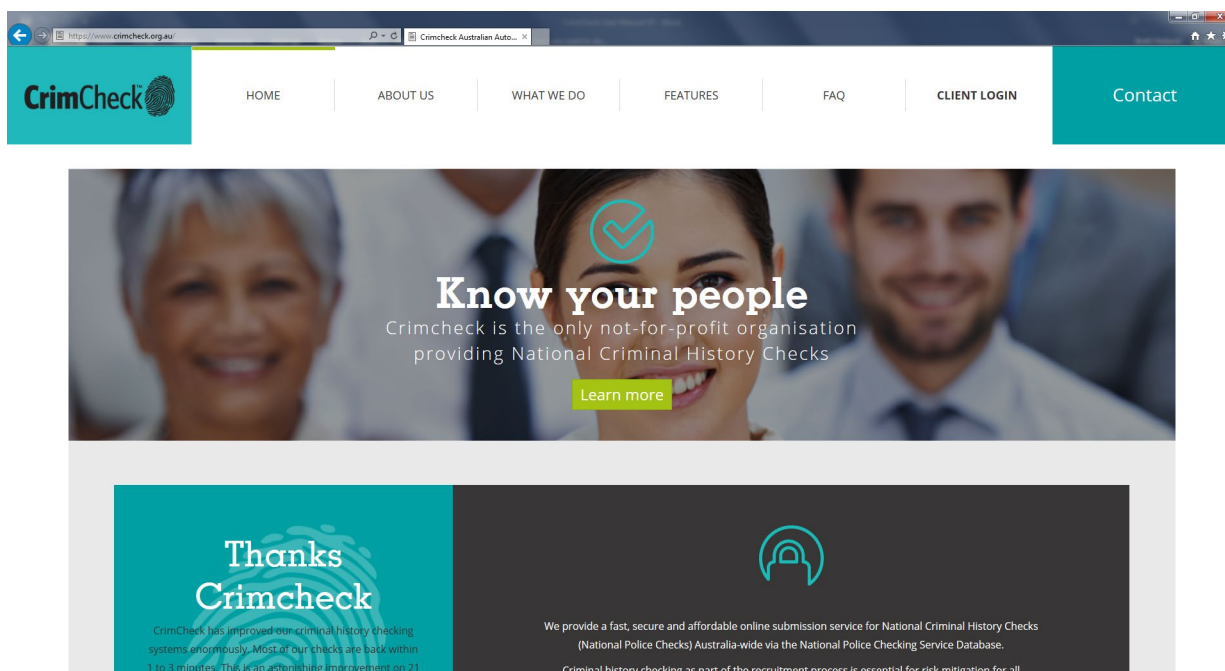 https://www.crimcheck.org.au/
Crimcheck Australian Auto...
CrimCheck
HOME
ABOUT US
WHAT WE DO
FEATURES
FAQ
CLIENT LOGIN
Contact
Know your people
Crimcheck is the only not-for-profit organisation
providing National Criminal History Checks
Learn more
Thanks
Crimcheck
CrimCheck has improved our criminal history checking
systems enormously. Most of our checks are back within
1 to 3 minutes. This is an astonishing improvement on 21
We provide a fast, secure and affordable online submission service for National Criminal History Checks
(National Police Checks) Australia-wide via the National Police Checking Service Database.
Criminal history checking as part of the recruitment process is essential for risk mitigation for all